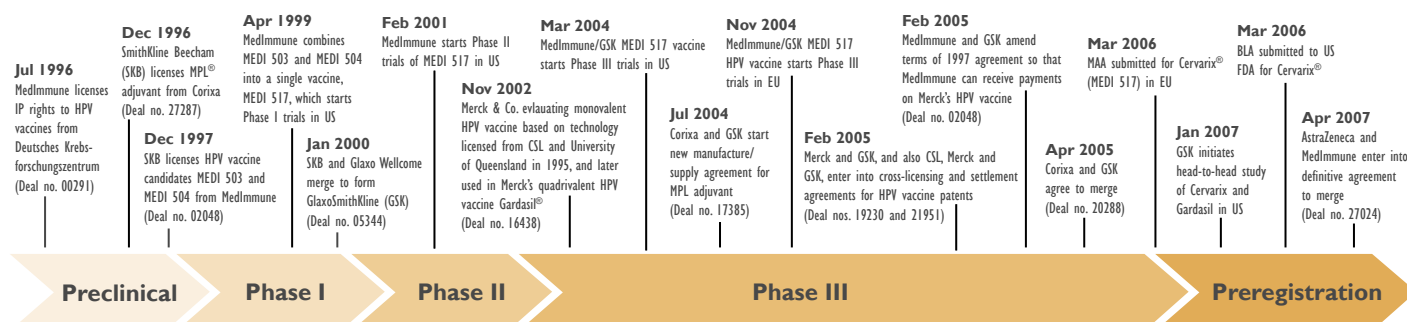 Jul 1996
MedImmune licenses
IP rights to HPV
vaccines from
Deutsches Krebs-
forschungszentrum
(Deal no. 00291)
Dec 1996
SmithKline Beecham
(SKB) licenses MPL®
adjuvant from Corixa
(Deal no. 27287)
Dec 1997
SKB licenses HPV vaccine
candidates MEDI 503 and
MEDI 504 from MedImmune
(Deal no. 02048)
Apr 1999
MedImmune combines
MEDI 503 and MEDI 504
into a single vaccine,
MEDI 517, which starts
Phase I trials in US
Jan 2000
SKB and Glaxo Wellcome
merge to form
GlaxoSmithKline (GSK)
(Deal no. 05344)
Feb 2001
MedImmune starts Phase II
trials of MEDI 517 in US
Nov 2002
Merck & Co. evlauating monovalent
HPV vaccine based on technology
licensed from CSL and University
of Queensland in 1995, and later
used in Merck's quadrivalent HPV
vaccine Gardasil®
(Deal no. 16438)
Mar 2004
MedImmune/GSK MEDI 517 vaccine
starts Phase III trials in US
Jul 2004
Corixa and GSK start
new manufacture/
supply agreement for
MPL adjuvant
(Deal no. 17385)
Nov 2004
MedImmune/GSK MEDI 517
HPV vaccine starts Phase III
trials in EU
Feb 2005
Merck and GSK, and also CSL, Merck and
GSK, enter into cross-licensing and settlement
agreements for HPV vaccine patents
(Deal nos. 19230 and 21951)
Feb 2005
MedImmune and GSK amend
terms of 1997 agreement so that
MedImmune can receive payments
on Merck's HPV vaccine
(Deal no. 02048)
Apr 2005
Corixa and GSK
agree to merge
(Deal no. 20288)
Mar 2006
MAA submitted for Cervarix®
(MEDI 517) in EU
Jan 2007
GSK initiates
head-to-head study
of Cervarix and
Gardasil in US
Mar 2006
BLA submitted to US
FDA for Cervarix®
Apr 2007
AstraZeneca and
MedImmune enter into
definitive agreement
to merge
(Deal no. 27024)
Preclinical
Phase I
Phase II
Phase III
Preregistration